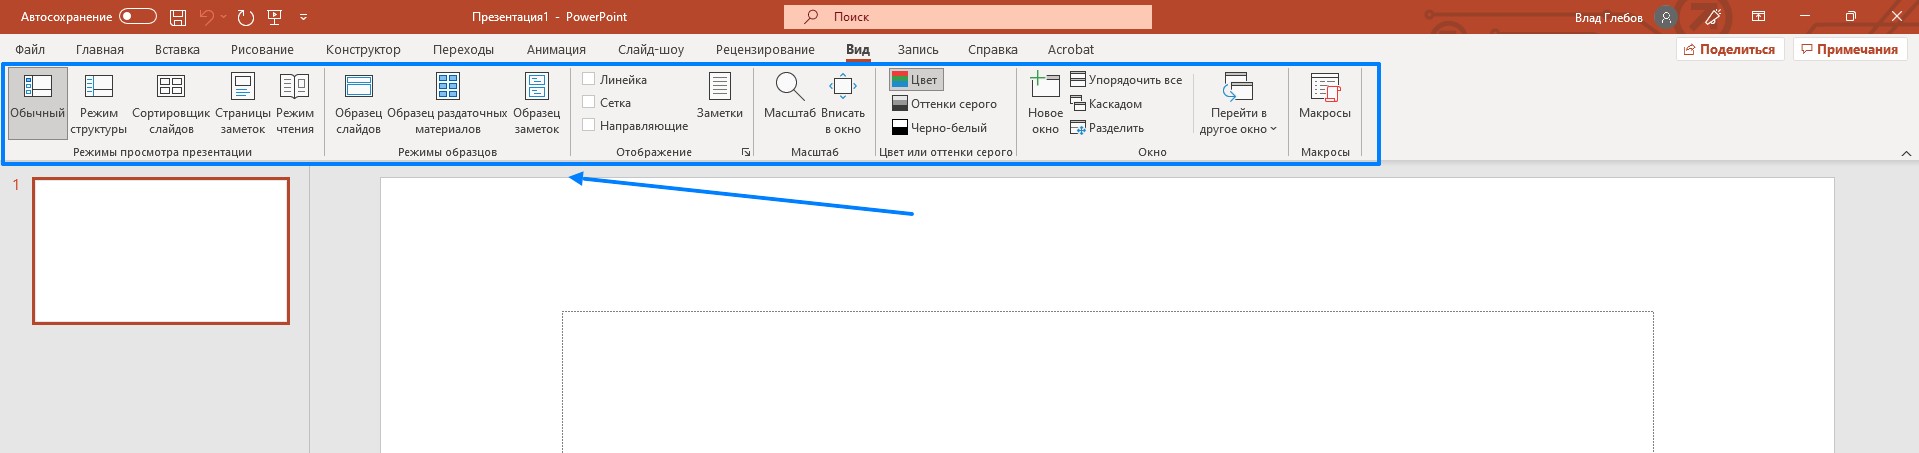 Автосохранение
Презентация1 - PowerPoint
Поиск
Влад Глебов
Файл Главная Вставка Рисование Конструктор Переходы Анимация Слайд-шоу Рецензирование Вид Запись Справка Acrobat
Поделиться Примечания
Обычный
Режим
структуры
Сортировщик
слайдов
Страницы
заметок
Режим
чтения
Режимы просмотра презентации
Образец
слайдов
Образец раздаточных
материалов
Образец
заметок
Режимы образцов
Линейка
Сетка
Направляющие
Заметки
Отображение
Масштаб
Вписать
в окно
Масштаб
Цвет
Оттенки серого
Черно-белый
Цвет или оттенки серого
Новое
окно
Упорядочить все
Каскадом
Разделить
Перейти в
другое окно
Окно
Макросы
Макросы
1